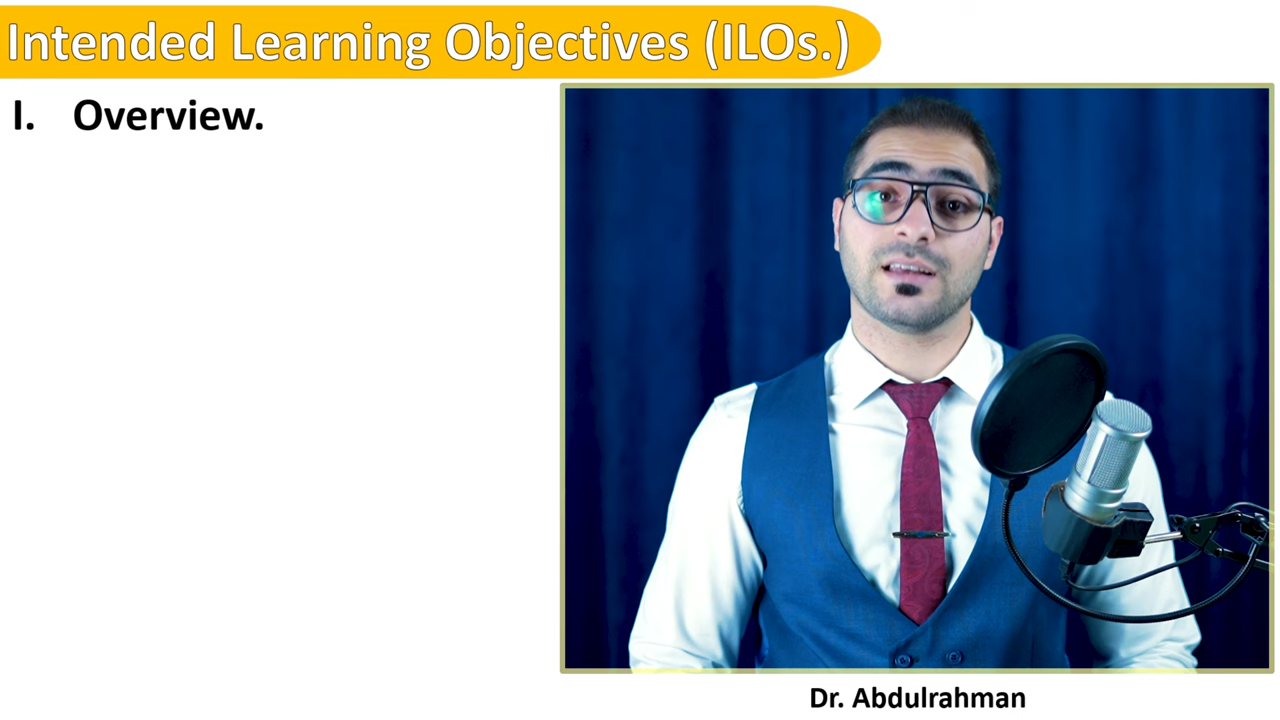 Intended Learning Objectives (ILOs.)
I. Overview.
Dr. Abdulrahman